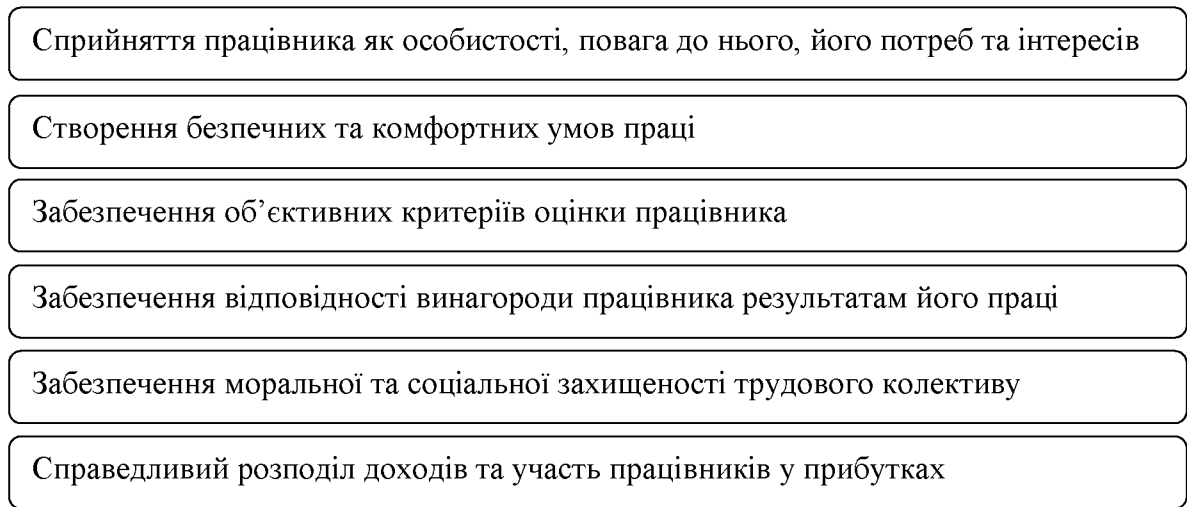 Сприйняття працівника як особистості, повага до нього, його потреб та інтересів
Створення безпечних та комфортних умов праці
Забезпечення об’єктивних критеріїв оцінки працівника
Забезпечення відповідності винагороди працівника результатам його праці
Забезпечення моральної та соціальної захищеності трудового колективу
Справедливий розподіл доходів та участь працівників у прибутках